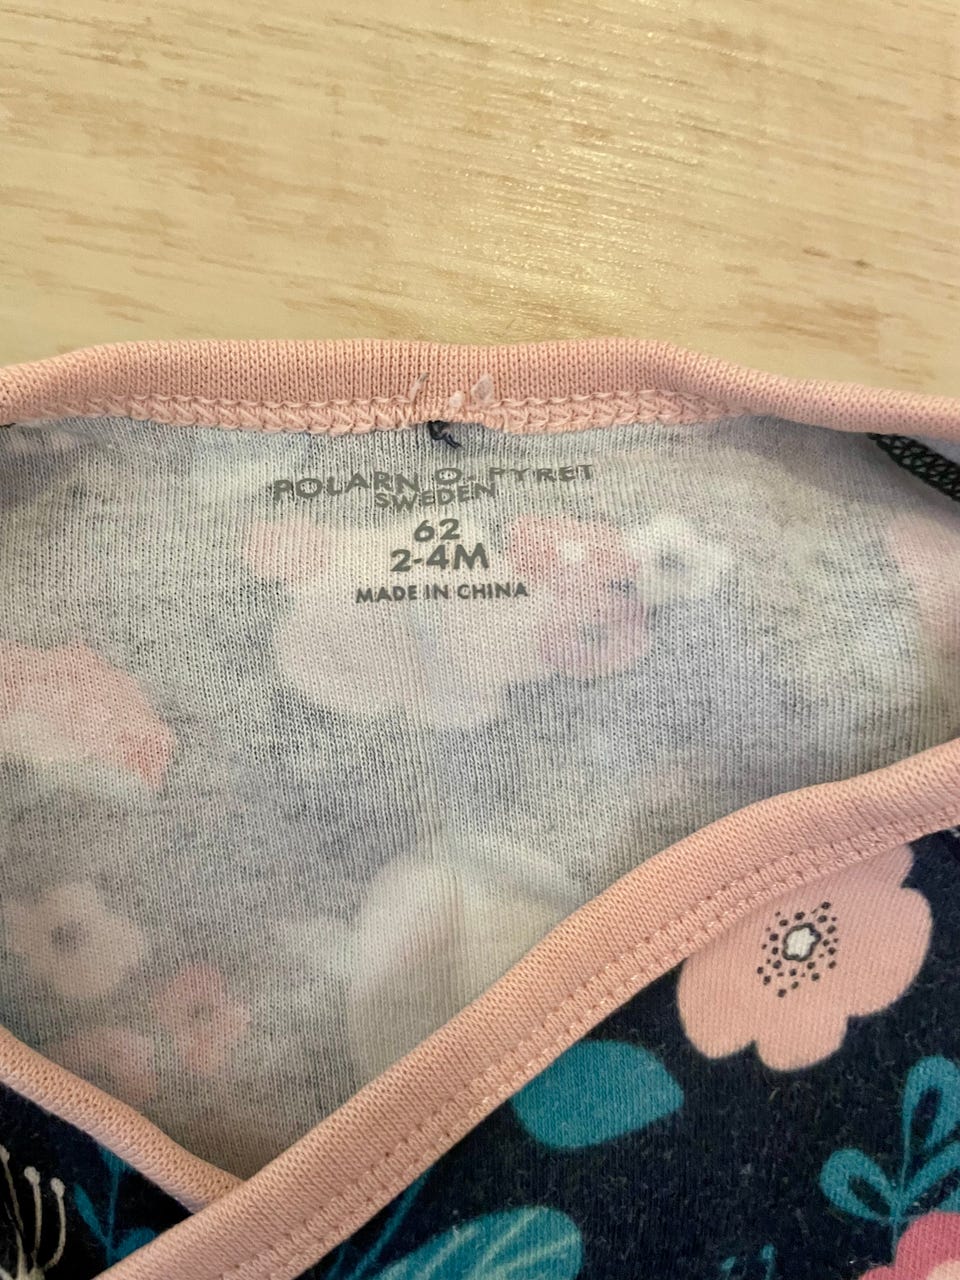 POLARN O. PYRET
SWEDEN
62
2-4M
MADE IN CHINA